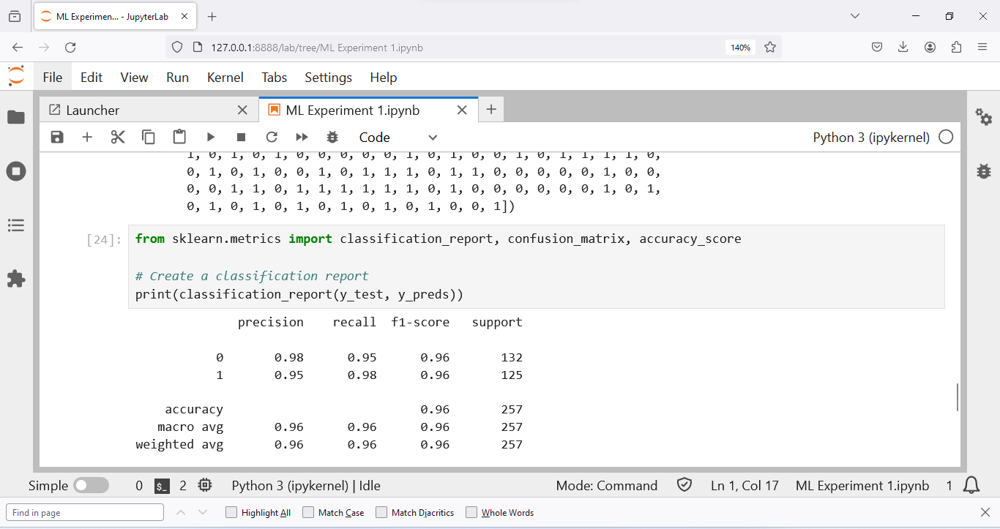 ML Experimen... - JupyterLab
127.0.0.1:8888/lab/tree/ML Experiment 1.ipynb
140%
File Edit View Run Kernel Tabs Settings Help
Launcher
ML Experiment 1.ipynb
Code
Python 3 (ipykernel)
1, 0, 1, 0, 1, 0, 0, 0, 0, 0, 1, 0, 1, 0, 0, 1, 0, 1, 1, 1, 1, 0,
0, 1, 0, 1, 0, 0, 1, 0, 1, 1, 1, 0, 1, 1, 0, 0, 0, 0, 0, 1, 0, 0,
0, 0, 1, 1, 0, 1, 1, 1, 1, 1, 1, 0, 1, 0, 0, 0, 0, 0, 0, 1, 0, 1,
0, 1, 0, 1, 0, 1, 0, 1, 0, 1, 0, 1, 0, 0, 1])
[24]:
from sklearn.metrics import classification_report, confusion_matrix, accuracy_score
# Create a classification report
print(classification_report(y_test, y_preds))
precision recall f1-score support
0 0.98 0.95 0.96 132
1 0.95 0.98 0.96 125
accuracy 0.96 257
macro avg 0.96 0.96 0.96 257
weighted avg 0.96 0.96 0.96 257
Simple 0 $_ 2 Python 3 (ipykernel) | Idle Mode: Command Ln 1, Col 17 ML Experiment 1.ipynb 1
Find in page Highlight All Match Case Match Diacritics Whole Words